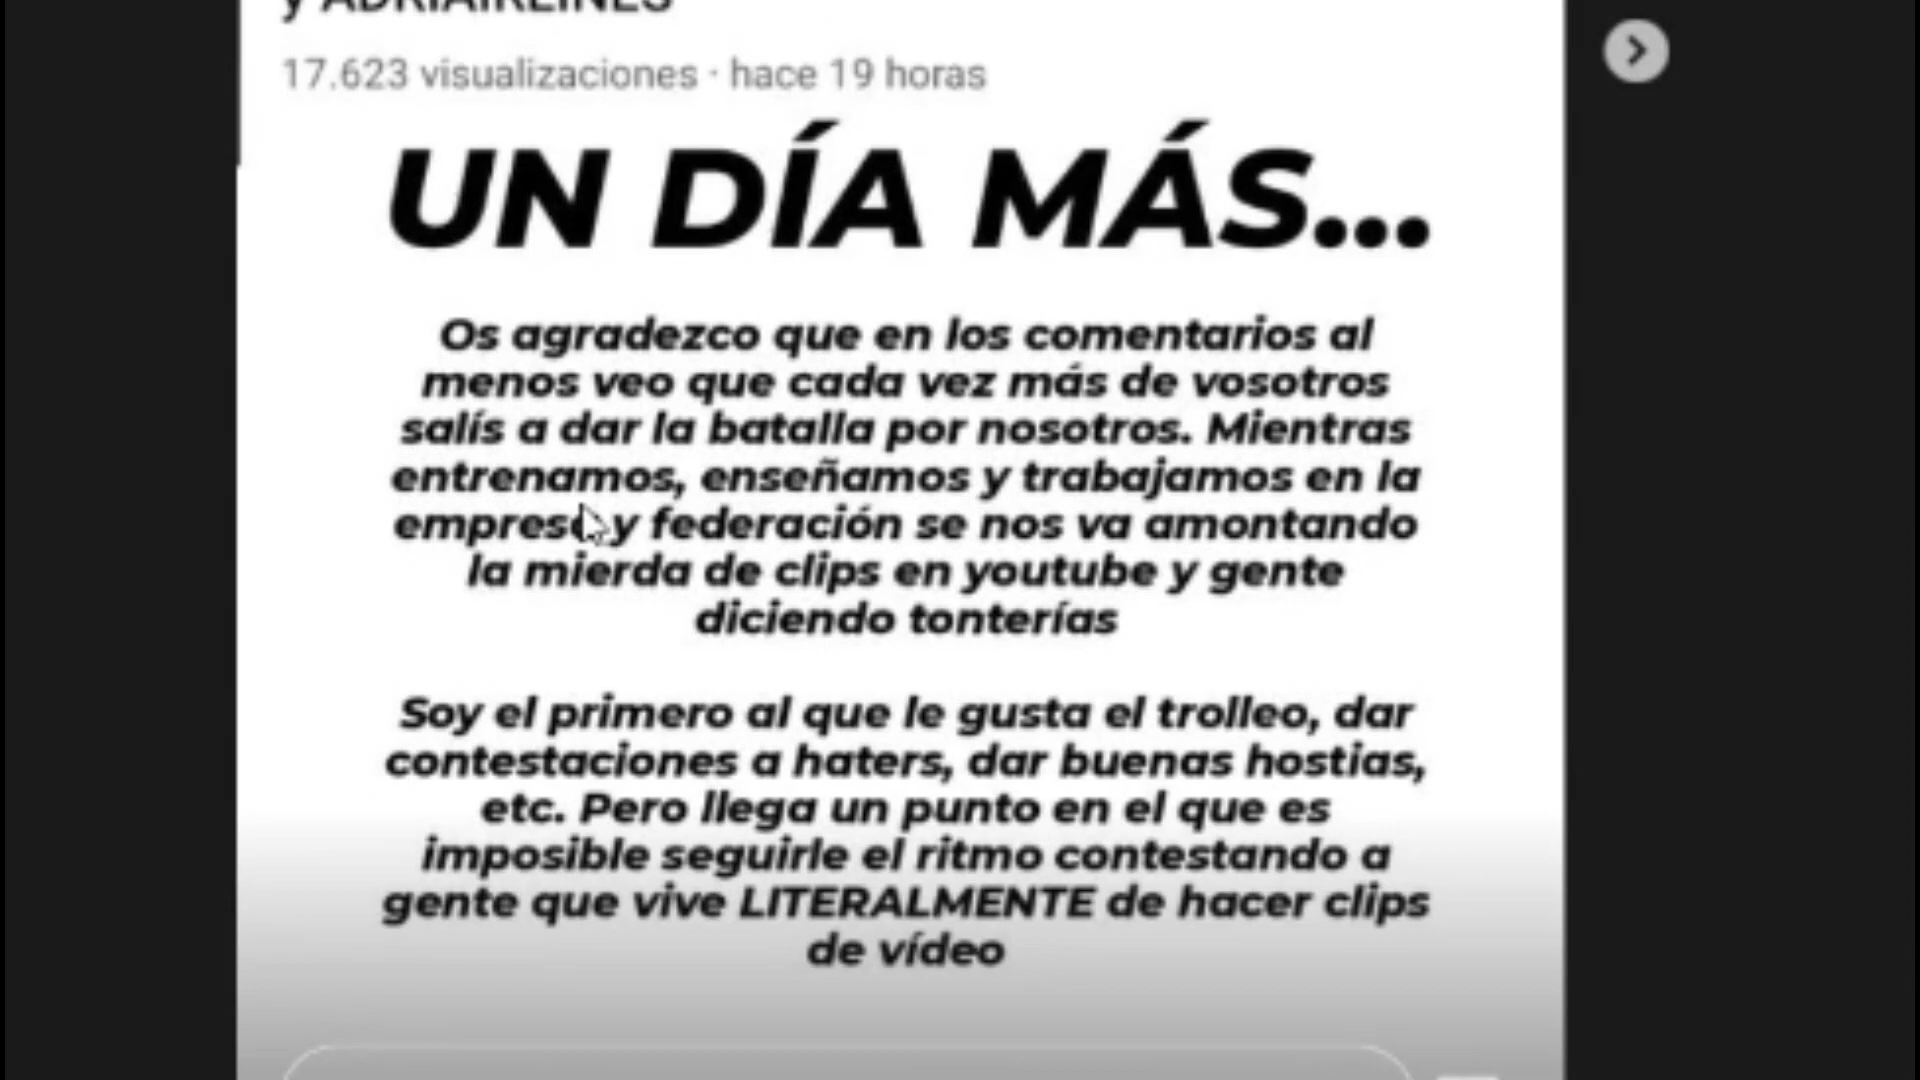 y ADRIAIRLINES
17.623 visualizaciones · hace 19 horas
UN DÍA MÁS...
Os agradezco que en los comentarios al
menos veo que cada vez más de vosotros
salís a dar la batalla por nosotros. Mientras
entrenamos, enseñamos y trabajamos en la
empresa y federación se nos va amontando
la mierda de clips en youtube y gente
diciendo tonterías
Soy el primero al que le gusta el trolleo, dar
contestaciones a haters, dar buenas hostias,
etc. Pero llega un punto en el que es
imposible seguirle el ritmo contestando a
gente que vive LITERALMENTE de hacer clips
de vídeo